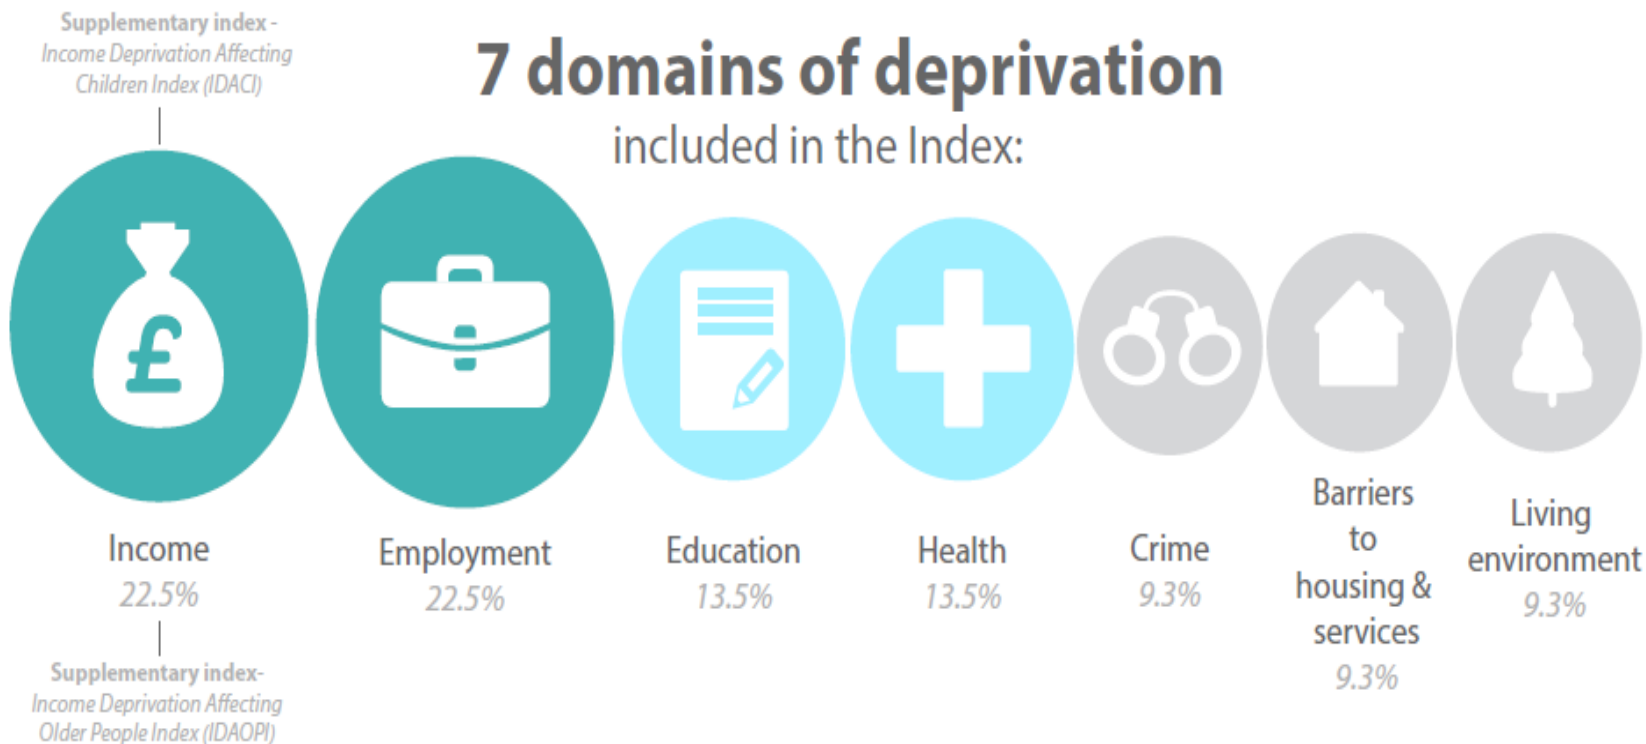 Supplementary index -
Income Deprivation Affecting
Children Index (IDACI)
7 domains of deprivation
included in the Index:
£
Income
22.5%
Employment
22.5%
Education
13.5%
Health
13.5%
Crime
9.3%
Barriers
to
housing &
services
9.3%
Living
environment
9.3%
Supplementary index-
Income Deprivation Affecting
Older People Index (IDAOPI)